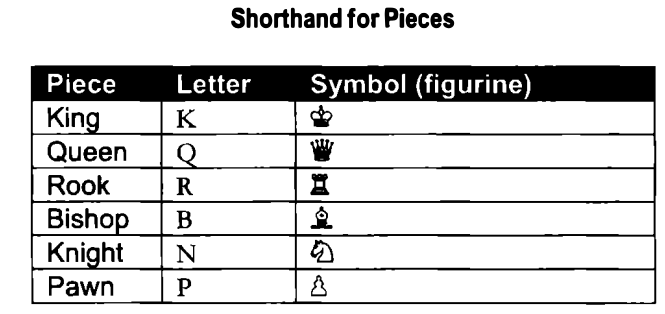 Shorthand for Pieces
Piece Letter Symbol (figurine)
King K ♔
Queen Q ♕
Rook R ♖
Bishop B ♗
Knight N ♘
Pawn P ♙